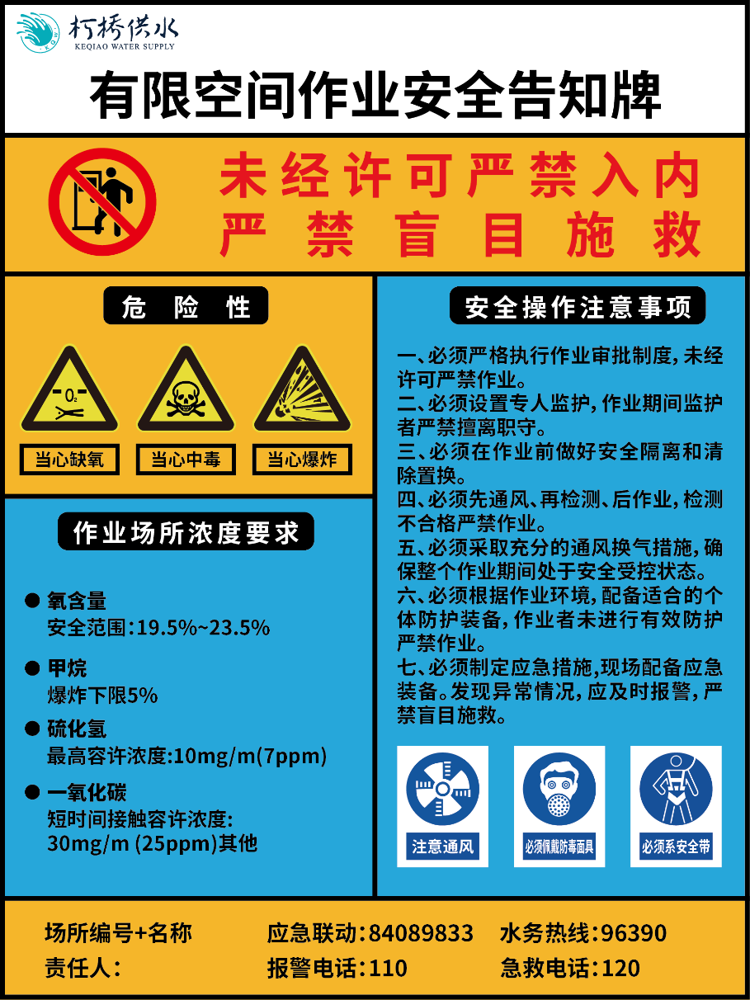 柯桥供水
KEQIAO WATER SUPPLY
有限空间作业安全告知牌
未经许可严禁入内
严禁盲目施救
危险性
O₂
当心缺氧
当心中毒
当心爆炸
作业场所浓度要求
● 氧含量
安全范围:19.5%~23.5%
● 甲烷
爆炸下限5%
● 硫化氢
最高容许浓度:10mg/m(7ppm)
● 一氧化碳
短时间接触容许浓度:
30mg/m (25ppm)其他
安全操作注意事项
一、必须严格执行作业审批制度,未经
许可严禁作业。
二、必须设置专人监护,作业期间监护
者严禁擅离职守。
三、必须在作业前做好安全隔离和清
除置换。
四、必须先通风、再检测、后作业,检测
不合格严禁作业。
五、必须采取充分的通风换气措施,确
保整个作业期间处于安全受控状态。
六、必须根据作业环境,配备适合的个
体防护装备,作业者未进行有效防护
严禁作业。
七、必须制定应急措施,现场配备应急
装备。发现异常情况,应及时报警,严
禁盲目施救。
注意通风
必须佩戴防毒面具
必须系安全带
场所编号+名称
应急联动:84089833
水务热线:96390
责任人:
报警电话:110
急救电话:120